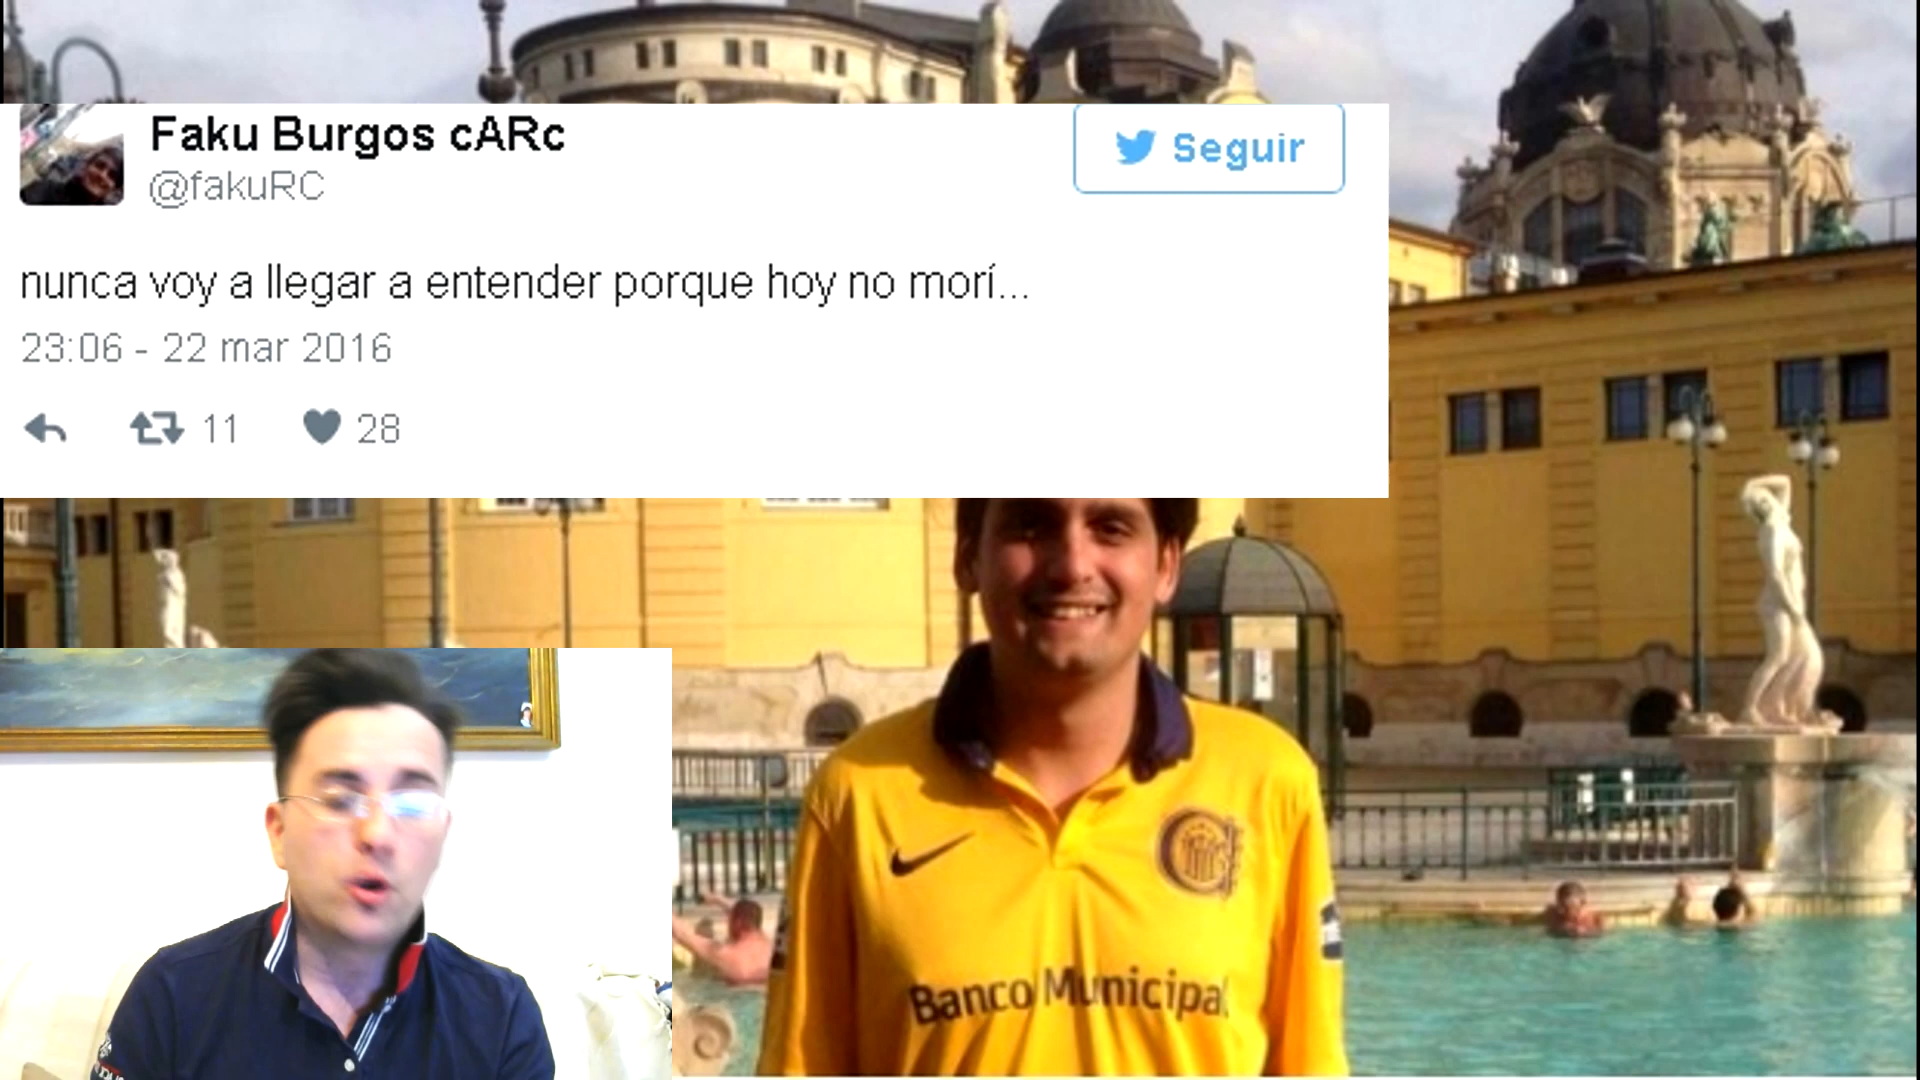 Faku Burgos cARc
@fakuRC
Seguir
nunca voy a llegar a entender porque hoy no morí...
23:06 - 22 mar 2016
11
28
Banco Municipal